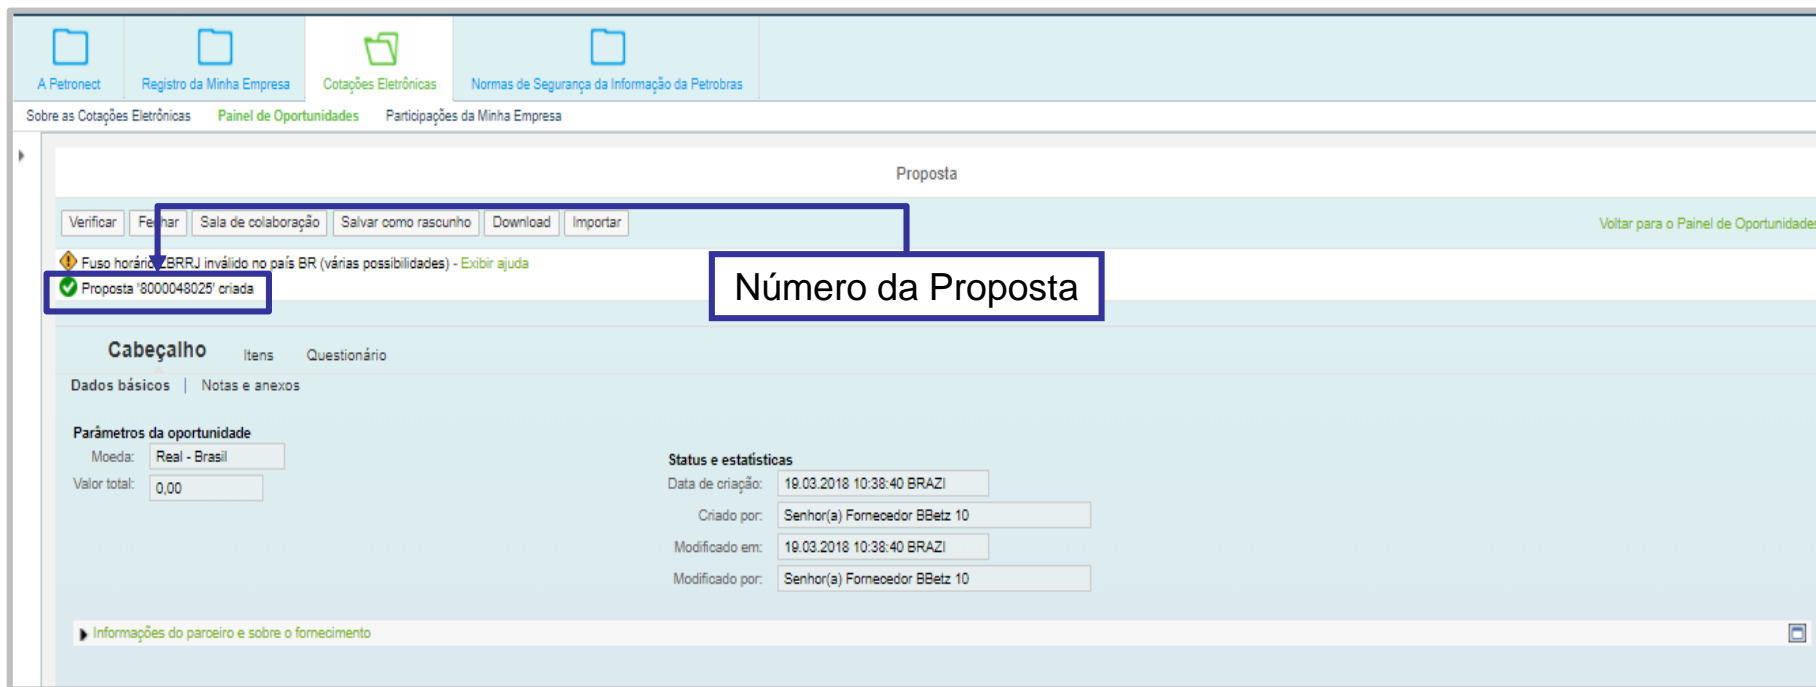 A Petronect
Registro da Minha Empresa
Cotações Eletrônicas
Normas de Segurança da Informação da Petrobras
Sobre as Cotações Eletrônicas
Painel de Oportunidades
Participações da Minha Empresa
Proposta
Verificar
Fechar
Sala de colaboração
Salvar como rascunho
Download
Importar
Voltar para o Painel de Oportunidades
Fuso horário ZBRRJ inválido no país BR (várias possibilidades) - Exibir ajuda
Proposta '8000048025' criada
Número da Proposta
Cabeçalho
Itens
Questionário
Dados básicos | Notas e anexos
Parâmetros da oportunidade
Moeda: Real - Brasil
Valor total: 0,00
Status e estatísticas
Data de criação: 19.03.2018 10:38:40 BRAZI
Criado por: Senhor(a) Fornecedor BBetz 10
Modificado em: 19.03.2018 10:38:40 BRAZI
Modificado por: Senhor(a) Fornecedor BBetz 10
Informações do parceiro e sobre o fornecimento